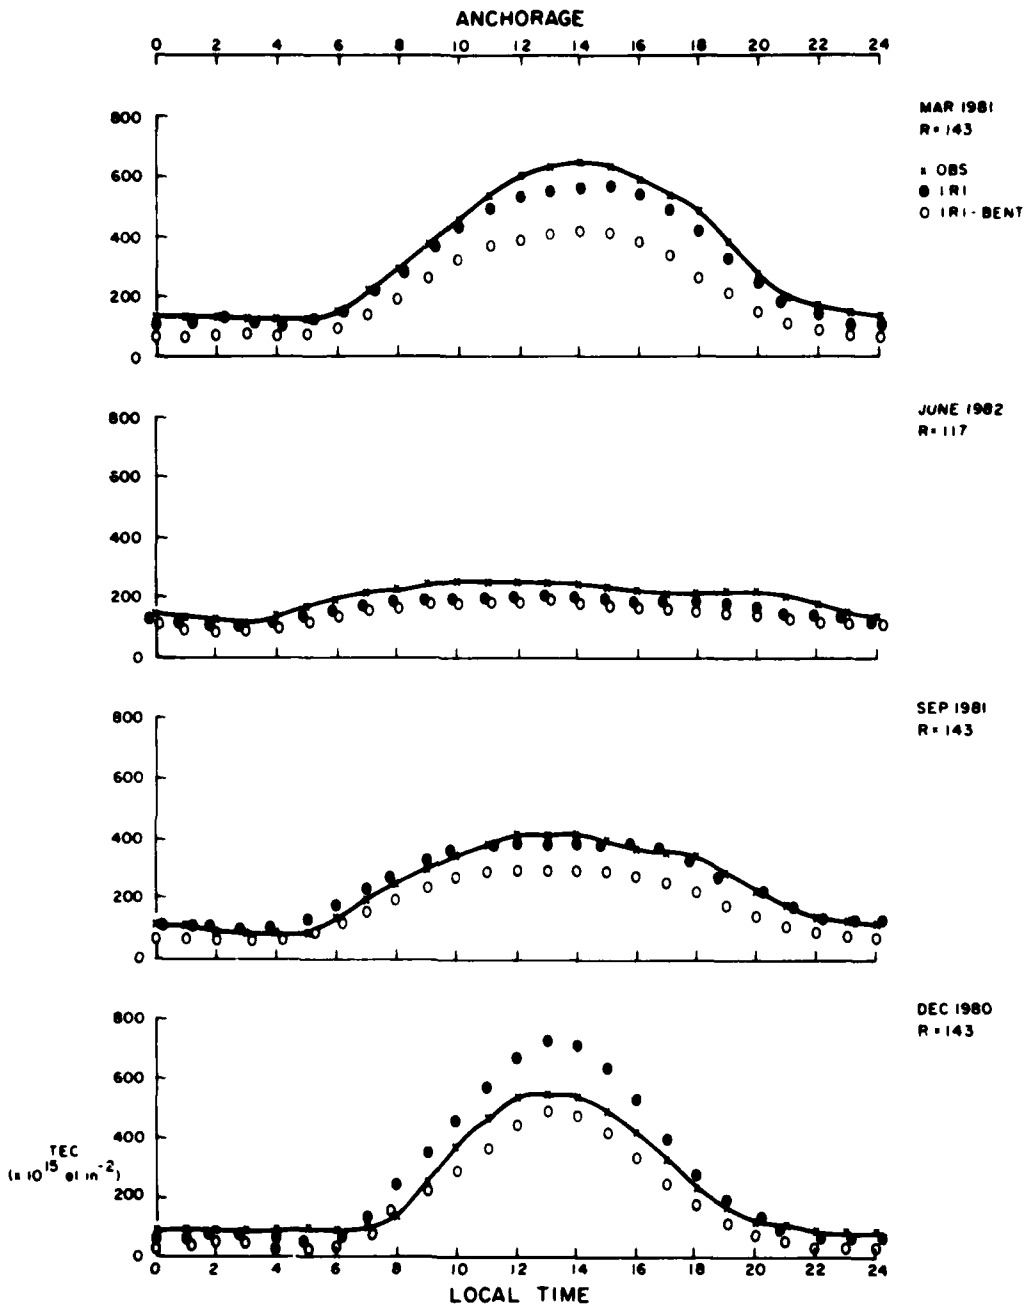 ANCHORAGE
0 2 4 6 8 10 12 14 16 18 20 22 24
MAR 1981
R = 143
x OBS
● IRI
O IRI - BENT
800
600
400
200
0
JUNE 1982
R = 117
800
600
400
200
0
SEP 1981
R = 143
800
600
400
200
0
DEC 1980
R = 143
800
600
400
200
0
TEC
(x 10^15 el m^-2)
0 2 4 6 8 10 12 14 16 18 20 22 24
LOCAL TIME